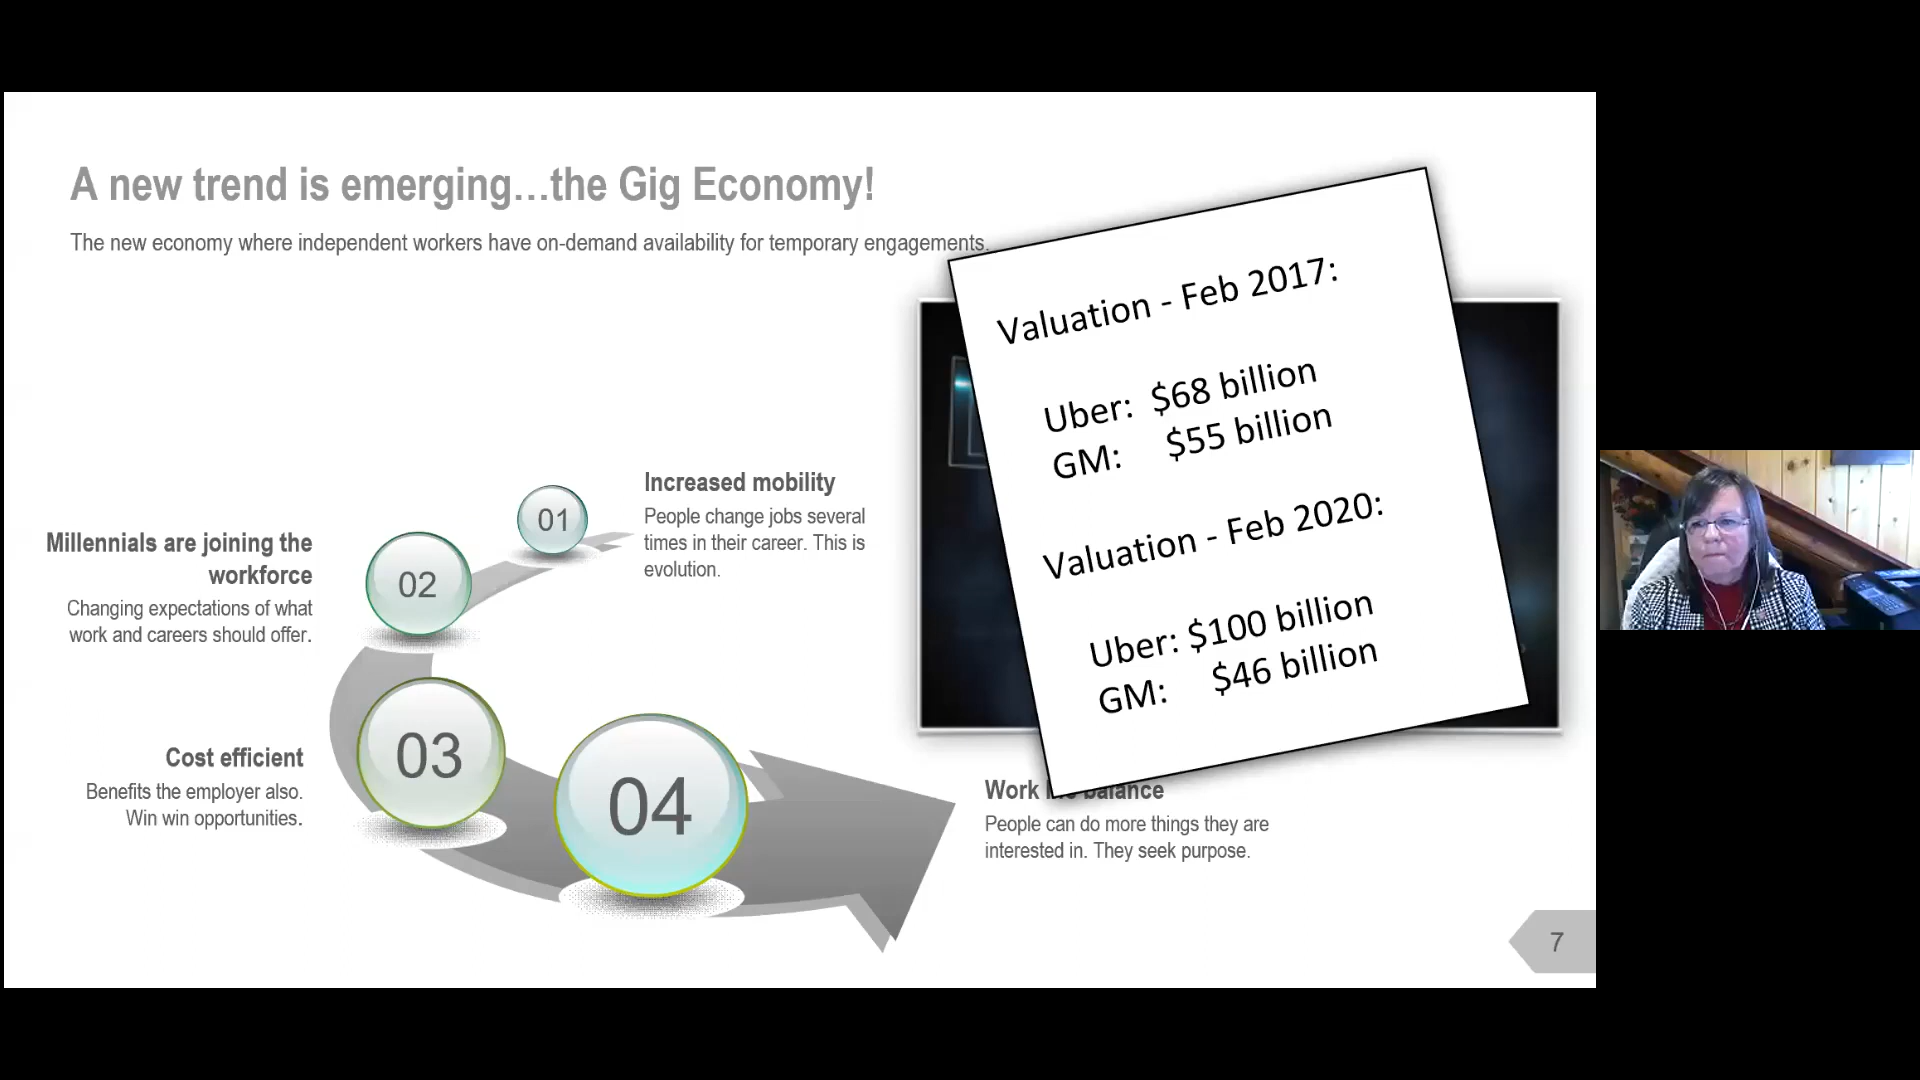 A new trend is emerging…the Gig Economy!
The new economy where independent workers have on-demand availability for temporary engagements.
Valuation - Feb 2017:
Uber: $68 billion
GM: $55 billion
Valuation - Feb 2020:
Uber: $100 billion
GM: $46 billion
01
Increased mobility
People change jobs several
times in their career. This is
evolution.
02
Millennials are joining the
workforce
Changing expectations of what
work and careers should offer.
03
Cost efficient
Benefits the employer also.
Win win opportunities.
04
Work balance
People can do more things they are
interested in. They seek purpose.
7